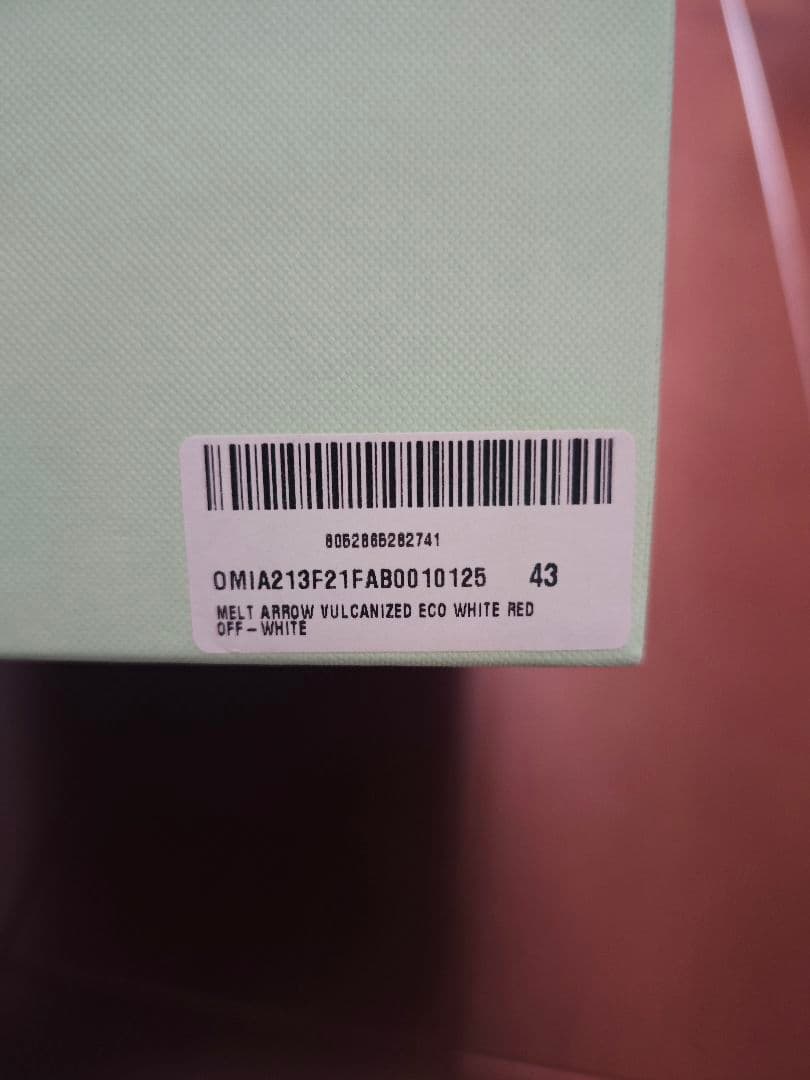 8052865282741
OMIA213F21FAB0010125 43
MELT ARROW VULCANIZED ECO WHITE RED
OFF-WHITE